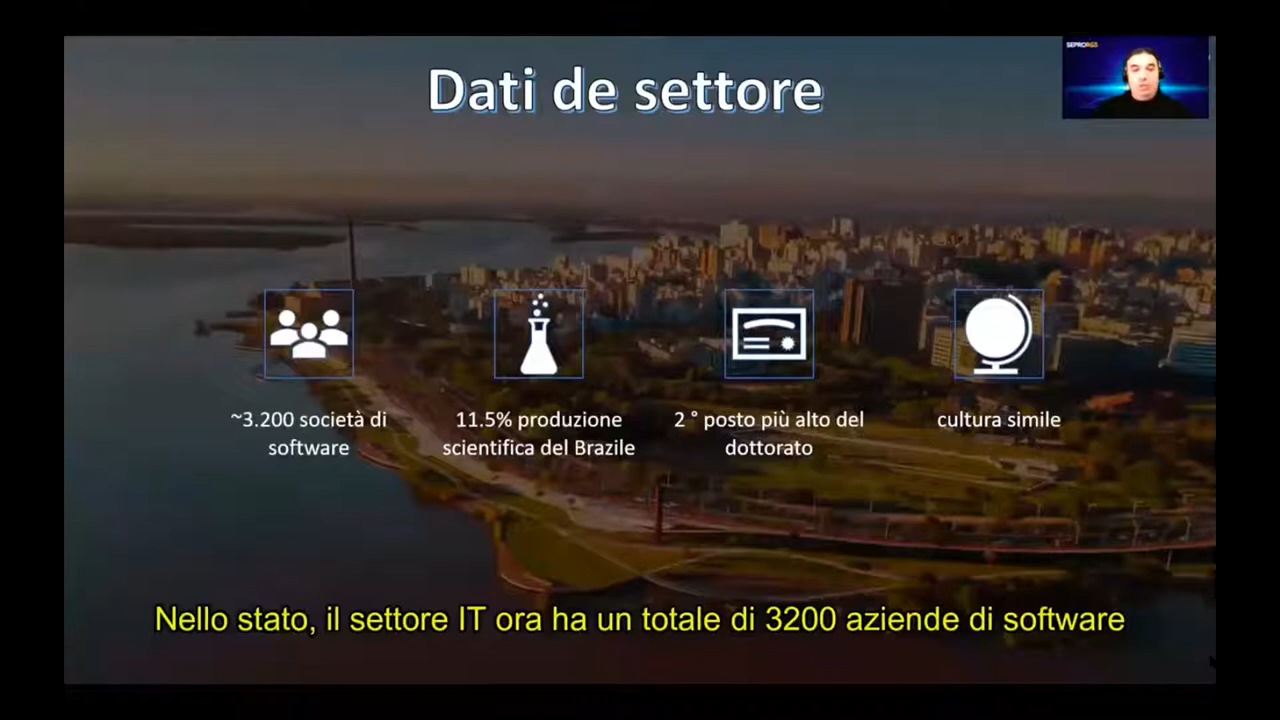 Dati de settore
SEPRORGS
~3.200 società di
software
11.5% produzione
scientifica del Brazile
2 ° posto più alto del
dottorato
cultura simile
Nello stato, il settore IT ora ha un totale di 3200 aziende di software